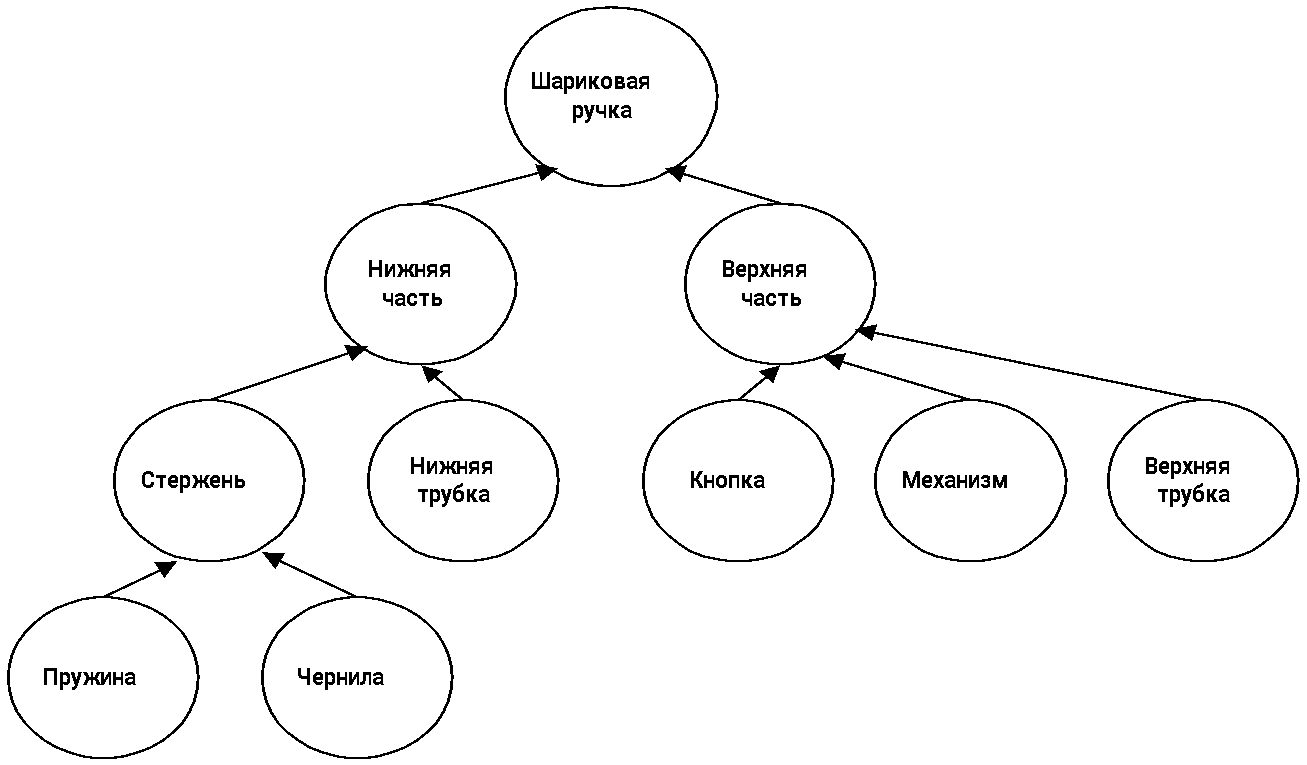 Шариковая
ручка
Нижняя
часть
Верхняя
часть
Стержень
Нижняя
трубка
Кнопка
Механизм
Верхняя
трубка
Пружина
Чернила